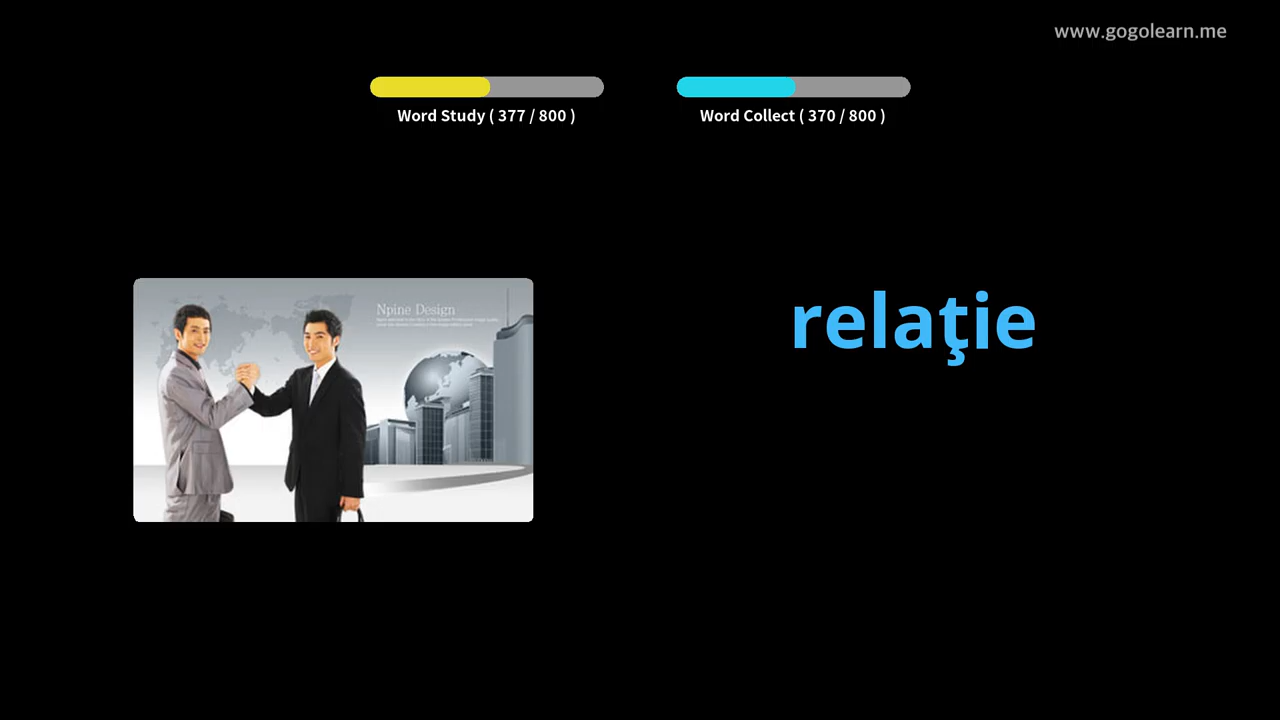 www.gogolearn.me
Word Study ( 377 / 800 )
Word Collect ( 370 / 800 )
Npine Design
relaţie